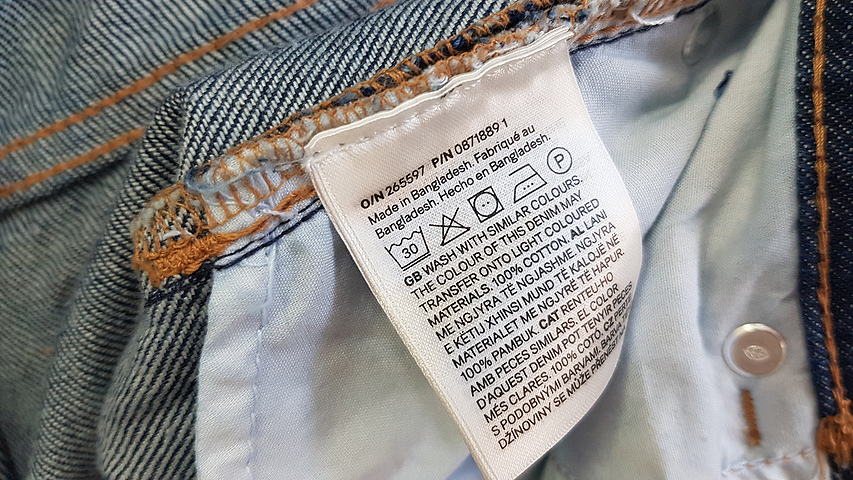 O/N 265597 P/N 0871889 1
Made in Bangladesh. Fabriqué au
Bangladesh. Hecho en Bangladesh.
30 P
GB WASH WITH SIMILAR COLOURS.
THE COLOUR OF THIS DENIM MAY
TRANSFER ONTO LIGHT COLOURED
MATERIALS. 100% COTTON. AL LANI
ME NGJYRA TË NGJASHME. NGJYRA
E KËTIJ XHINSI MUND TË KALOJË NË
MATERIALET ME NGJYRË TË HAPUR.
100% PAMBUK. CAT RENTEU-HO
AMB PECES SIMILARS. EL COLOR
D'AQUEST DENIM POT TENYIR PECES
MÉS CLARES. 100% COTÓ. CZ
S PODOBNÝMI BARVAMI. BARVA
DŽÍNOVINY SE MŮŽE